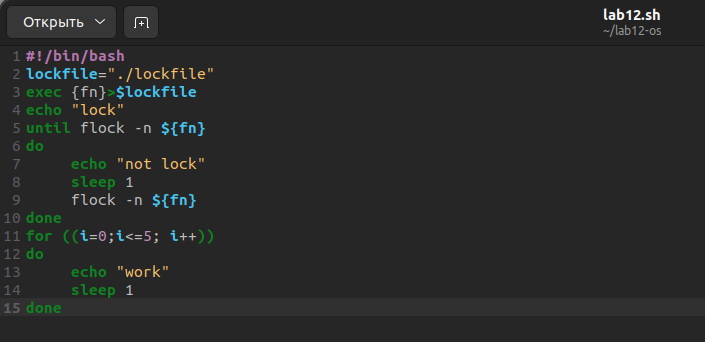 Открыть
lab12.sh
~/lab12-os
1 #!/bin/bash
2 lockfile="./lockfile"
3 exec {fn}>$lockfile
4 echo "lock"
5 until flock -n ${fn}
6 do
7 echo "not lock"
8 sleep 1
9 flock -n ${fn}
10 done
11 for ((i=0;i<=5; i++))
12 do
13 echo "work"
14 sleep 1
15 done